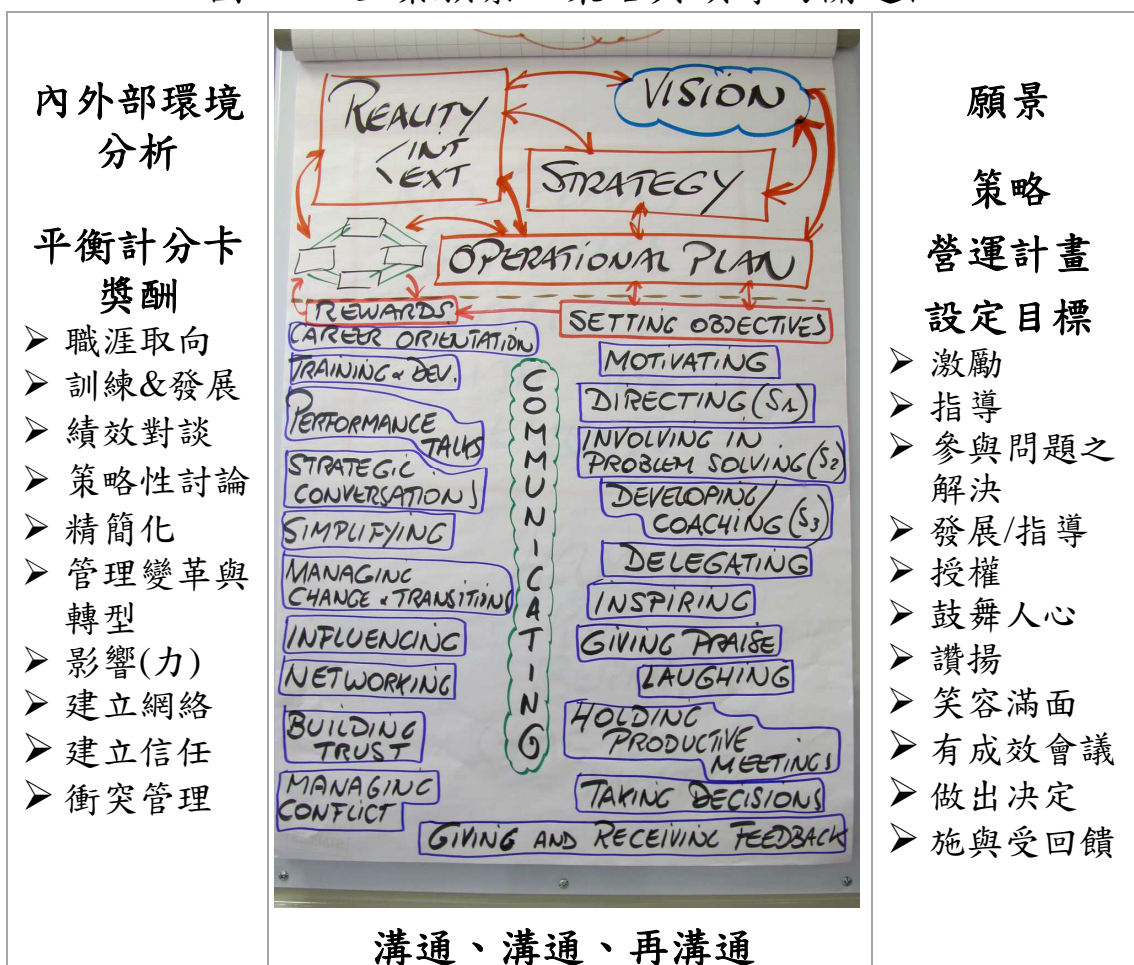 內外部環境
分析
平衡計分卡
獎酬
➢ 職涯取向
➢ 訓練&發展
➢ 績效對談
➢ 策略性討論
➢ 精簡化
➢ 管理變革與
轉型
➢ 影響(力)
➢ 建立網絡
➢ 建立信任
➢ 衝突管理
REALITY
INT
EXT
VISION
STRATEGY
OPERATIONAL PLAN
REWARDS
SETTING OBJECTIVES
CAREER ORIENTATION
TRAINING & DEV.
PERFORMANCE
TALKS
STRATEGIC
CONVERSATIONS
SIMPLIFYING
MANAGING
CHANGE & TRANSITIONS
INFLUENCING
NETWORKING
BUILDING
TRUST
MANAGING
CONFLICT
COMMUNICATING
MOTIVATING
DIRECTING (S1)
INVOLVING IN
PROBLEM SOLVING (S2)
DEVELOPING/
COACHING (S3)
DELEGATING
INSPIRING
GIVING PRAISE
LAUGHING
HOLDING
PRODUCTIVE
MEETINGS
TAKING DECISIONS
GIVING AND RECEIVING FEEDBACK
願景
策略
營運計畫
設定目標
➢ 激勵
➢ 指導
➢ 參與問題之
解決
➢ 發展/指導
➢ 授權
➢ 鼓舞人心
➢ 讚揚
➢ 笑容滿面
➢ 有成效會議
➢ 做出決定
➢ 施與受回饋
溝通、溝通、再溝通